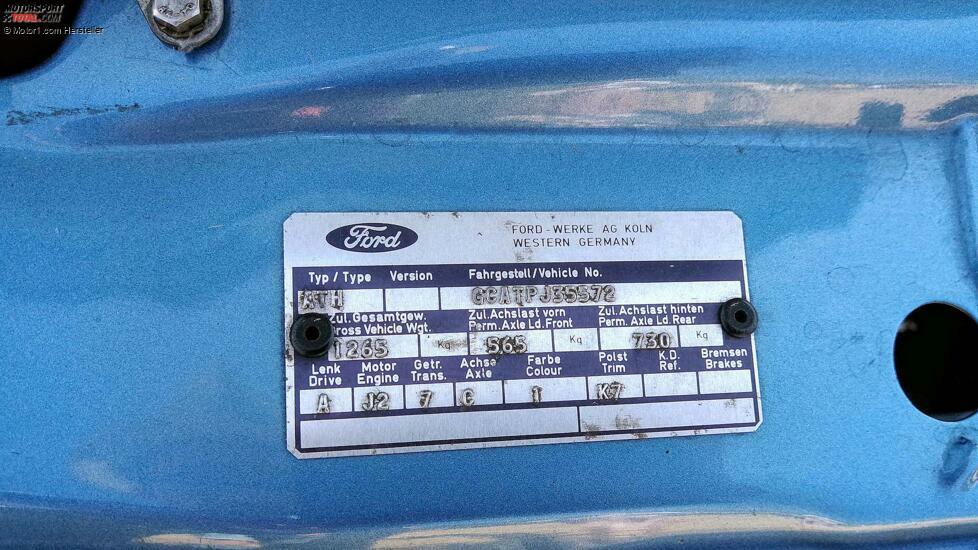 MOTORSPORT
TOTAL.COM
© Motor1.com Hersteller
Ford
FORD-WERKE AG KOLN
WESTERN GERMANY
Typ / Type Version Fahrgestell/Vehicle No.
ATH GCATPJ35572
Zul. Gesamtgew. Zul. Achslast vorn Zul. Achslast hinten
Gross Vehicle Wgt. Perm. Axle Ld. Front Perm. Axle Ld. Rear
1265 Kg 565 Kg 730 Kg
Lenk Motor Getr. Achse Farbe Polst K.D. Bremsen
Drive Engine Trans. Axle Colour Trim Ref. Brakes
A J2 7 C 1 K7